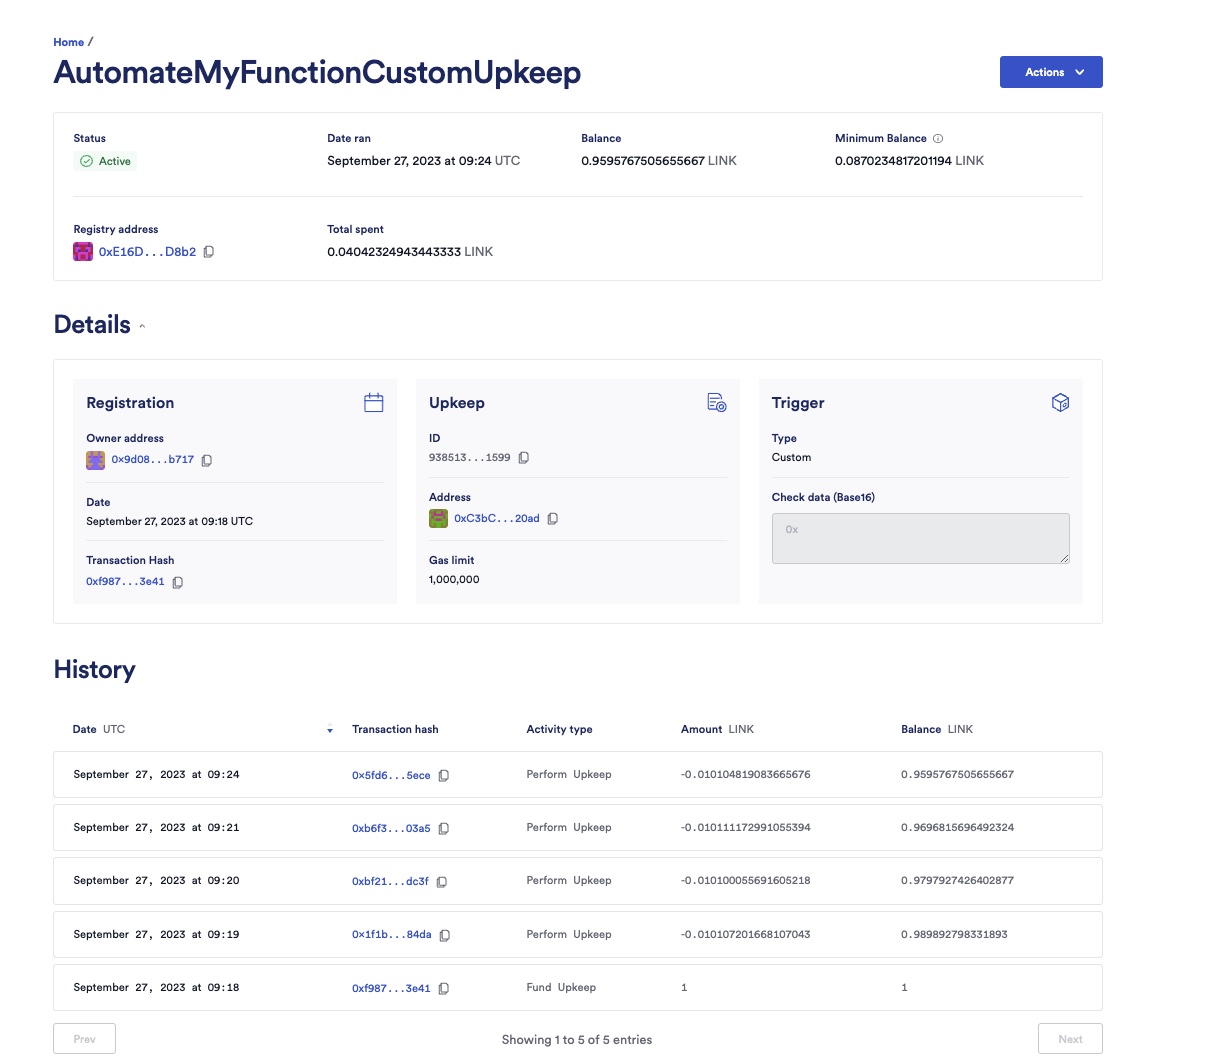 Home /
AutomateMyFunctionCustomUpkeep
Actions
Status Date ran Balance Minimum Balance
Active September 27, 2023 at 09:24 UTC 0.9595767505655667 LINK 0.0870234817201194 LINK
Registry address Total spent
0xE16D...D8b2 0.04042324943443333 LINK
Details
Registration
Owner address
0x9d08...b717
Date
September 27, 2023 at 09:18 UTC
Transaction Hash
0xf987...3e41
Upkeep
ID
938513...1599
Address
0xC3bC...20ad
Gas limit
1,000,000
Trigger
Type
Custom
Check data (Base16)
0x
History
Date UTC Transaction hash Activity type Amount LINK Balance LINK
September 27, 2023 at 09:24 0x5fd6...5ece Perform Upkeep -0.010104819083665676 0.9595767505655667
September 27, 2023 at 09:21 0xb6f3...03a5 Perform Upkeep -0.010111172991055394 0.9696815696492324
September 27, 2023 at 09:20 0xbf21...dc3f Perform Upkeep -0.010100055691605218 0.9797927426402877
September 27, 2023 at 09:19 0x1f1b...84da Perform Upkeep -0.010107201668107043 0.989892798331893
September 27, 2023 at 09:18 0xf987...3e41 Fund Upkeep 1 1
Prev Showing 1 to 5 of 5 entries Next